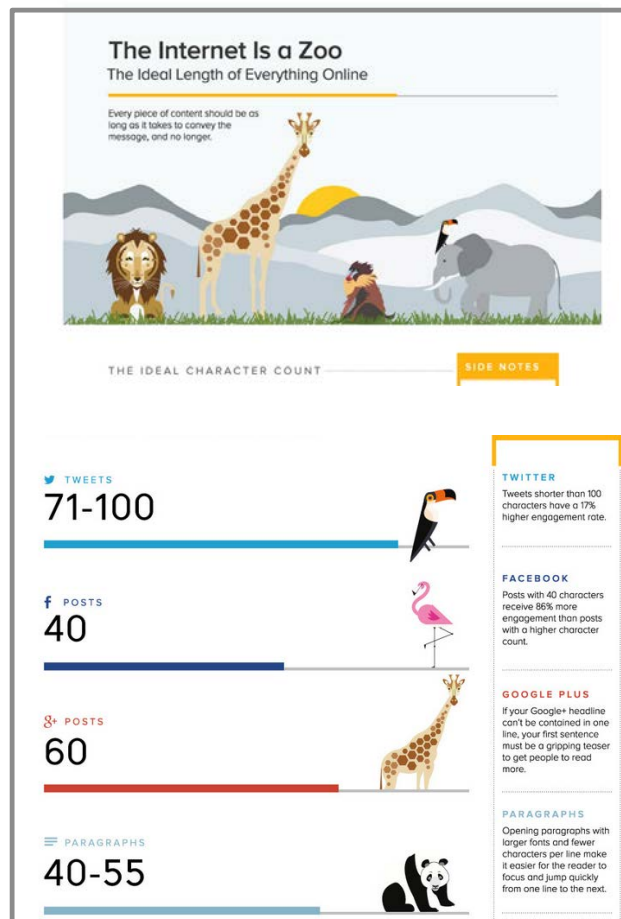 The Internet Is a Zoo
The Ideal Length of Everything Online
Every piece of content should be as
long as it takes to convey the
message, and no longer.
THE IDEAL CHARACTER COUNT
SIDE NOTES
TWEETS
71-100
TWITTER
Tweets shorter than 100
characters have a 17%
higher engagement rate.
f POSTS
40
FACEBOOK
Posts with 40 characters
receive 86% more
engagement than posts
with a higher character
count.
g+ POSTS
60
GOOGLE PLUS
If your Google+ headline
can't be contained in one
line, your first sentence
must be a gripping teaser
to get people to read
more.
PARAGRAPHS
40-55
PARAGRAPHS
Opening paragraphs with
larger fonts and fewer
characters per line make
it easier for the reader to
focus and jump quickly
from one line to the next.